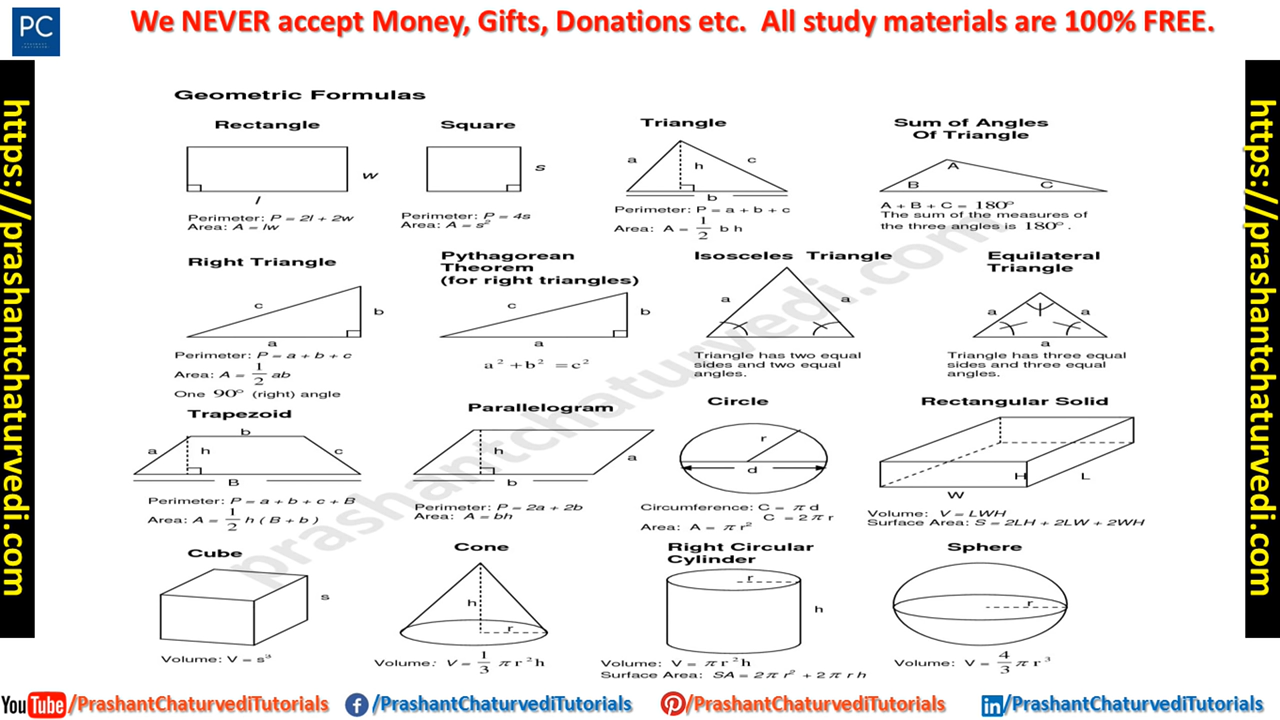 We NEVER accept Money, Gifts, Donations etc. All study materials are 100% FREE.
PC
https://prashantchaturvedi.com
https://prashantchaturvedi.com
prashantchaturvedi.com
Geometric Formulas
Rectangle
w
l
Perimeter: P = 2l + 2w
Area: A = lw
Square
s
Perimeter: P = 4s
Area: A = s²
Triangle
a
h
c
b
Perimeter: P = a + b + c
Area: A = 1/2 b h
Sum of Angles
Of Triangle
A
B
C
A + B + C = 180°
The sum of the measures of
the three angles is 180°.
Right Triangle
c
b
a
Perimeter: P = a + b + c
Area: A = 1/2 ab
One 90° (right) angle
Pythagorean
Theorem
(for right triangles)
c
b
a
a² + b² = c²
Isosceles Triangle
a
a
Triangle has two equal
sides and two equal
angles.
Equilateral
Triangle
a
a
a
Triangle has three equal
sides and three equal
angles.
Trapezoid
b
a
h
c
B
Perimeter: P = a + b + c + B
Area: A = 1/2 h ( B + b )
Parallelogram
h
a
b
Perimeter: P = 2a + 2b
Area: A = bh
Circle
r
d
Circumference: C = π d
C = 2 π r
Area: A = π r²
Rectangular Solid
H
L
W
Volume: V = LWH
Surface Area: S = 2LH + 2LW + 2WH
Cube
s
Volume: V = s³
Cone
h
r
Volume: V = 1/3 π r² h
Right Circular
Cylinder
r
h
Volume: V = π r² h
Surface Area: SA = 2 π r² + 2 π r h
Sphere
r
Volume: V = 4/3 π r³
YouTube /PrashantChaturvediTutorials
f /PrashantChaturvediTutorials
/PrashantChaturvediTutorials
in /PrashantChaturvediTutorials